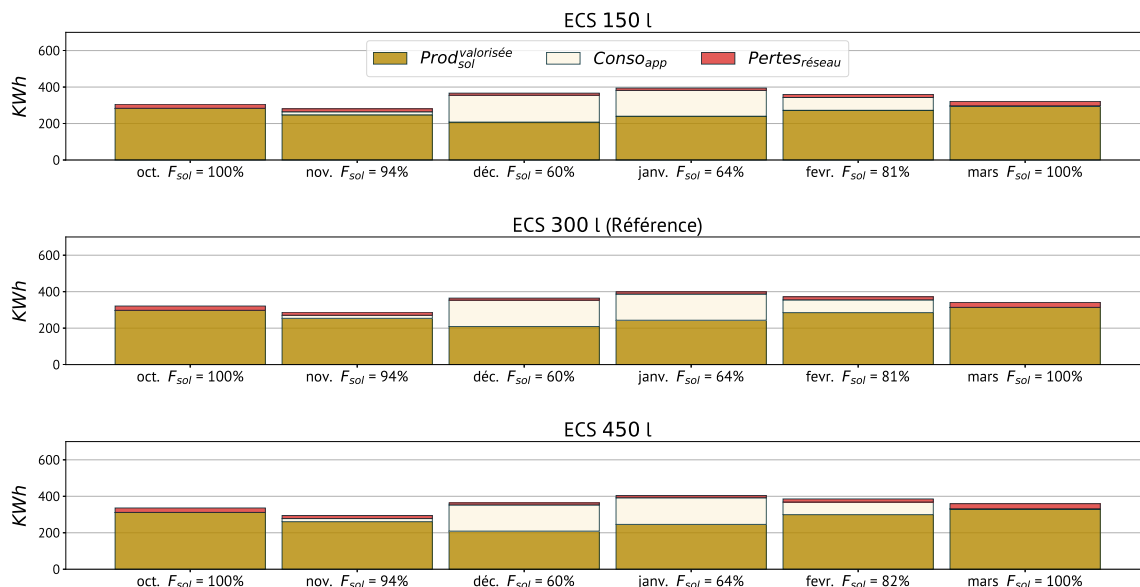 ECS 150 l
600
Prod_sol^valorisée Conso_app Pertes_réseau
400
KWh
200
0
oct. F_sol = 100% nov. F_sol = 94% déc. F_sol = 60% janv. F_sol = 64% fevr. F_sol = 81% mars F_sol = 100%
ECS 300 l (Référence)
600
400
KWh
200
0
oct. F_sol = 100% nov. F_sol = 94% déc. F_sol = 60% janv. F_sol = 64% fevr. F_sol = 81% mars F_sol = 100%
ECS 450 l
600
400
KWh
200
0
oct. F_sol = 100% nov. F_sol = 94% déc. F_sol = 60% janv. F_sol = 64% fevr. F_sol = 82% mars F_sol = 100%